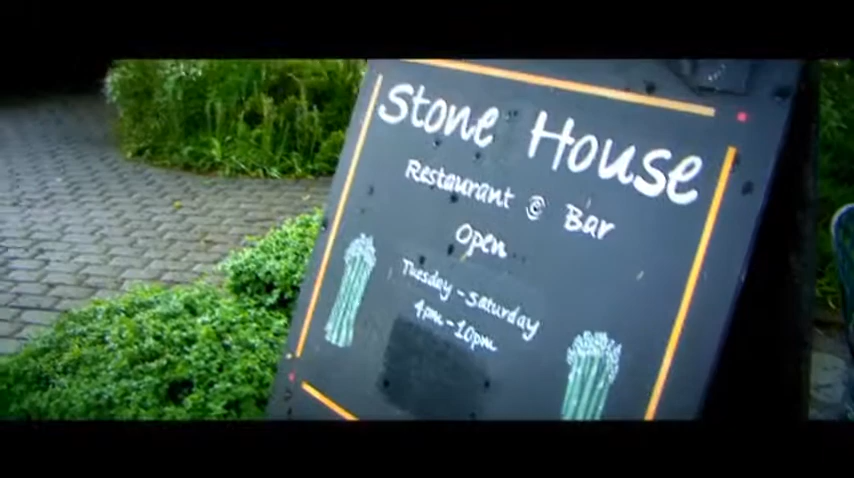 Stone House
Restaurant @ Bar
Open
Tuesday - Saturday
4pm - 10pm